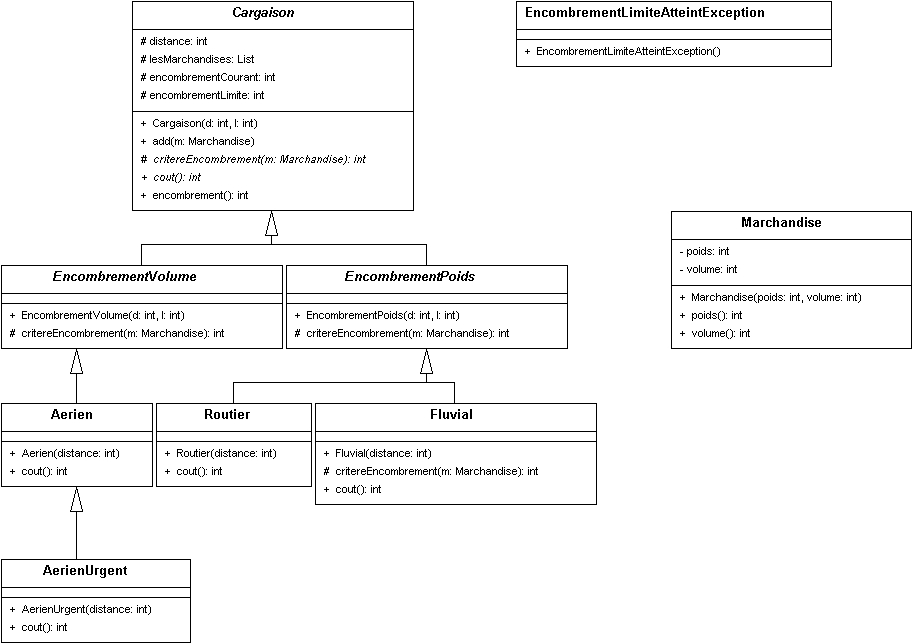 Cargaison
# distance: int
# lesMarchandises: List
# encombrementCourant: int
# encombrementLimite: int
+ Cargaison(d: int, l: int)
+ add(m: Marchandise)
# critereEncombrement(m: Marchandise): int
+ cout(): int
+ encombrement(): int
EncombrementLimiteAtteintException
+ EncombrementLimiteAtteintException()
Marchandise
- poids: int
- volume: int
+ Marchandise(poids: int, volume: int)
+ poids(): int
+ volume(): int
EncombrementVolume
+ EncombrementVolume(d: int, l: int)
# critereEncombrement(m: Marchandise): int
EncombrementPoids
+ EncombrementPoids(d: int, l: int)
# critereEncombrement(m: Marchandise): int
Aerien
+ Aerien(distance: int)
+ cout(): int
Routier
+ Routier(distance: int)
+ cout(): int
Fluvial
+ Fluvial(distance: int)
# critereEncombrement(m: Marchandise): int
+ cout(): int
AerienUrgent
+ AerienUrgent(distance: int)
+ cout(): int